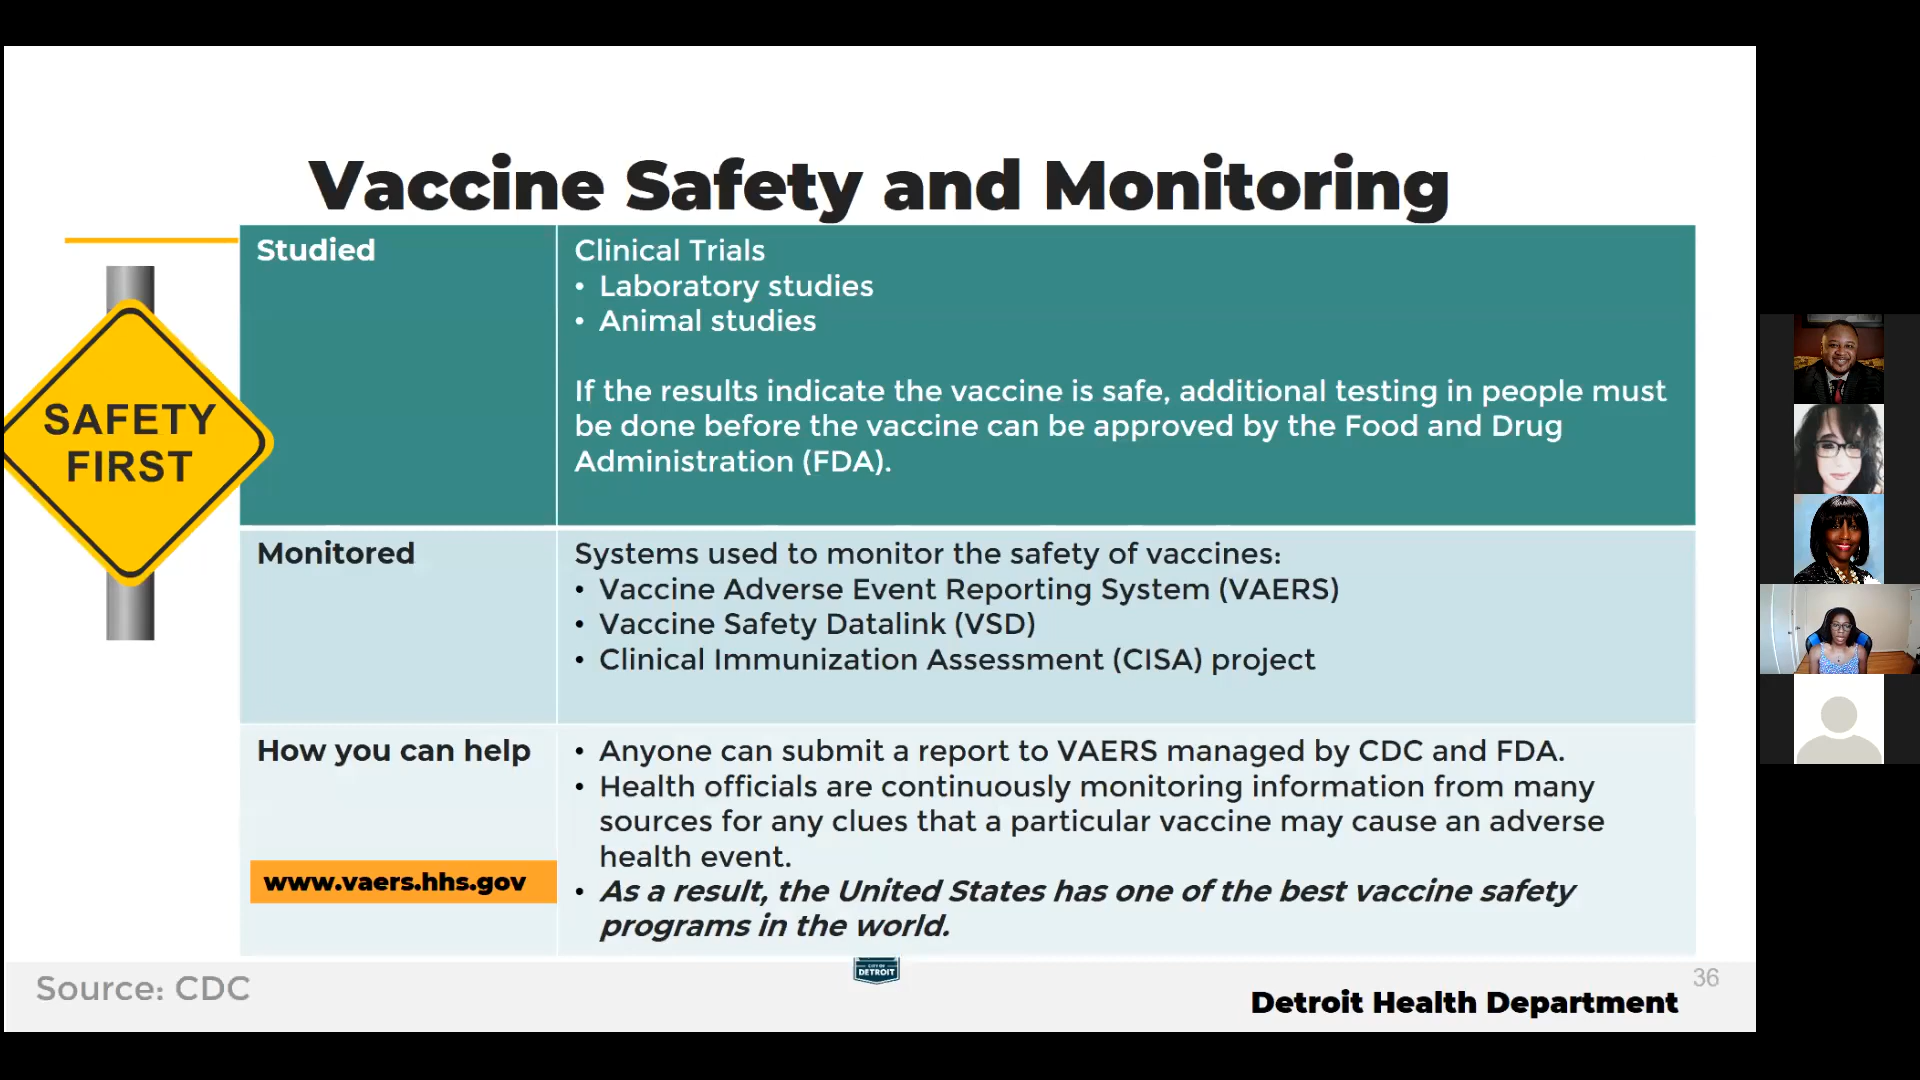 Vaccine Safety and Monitoring
SAFETY
FIRST
Studied
Clinical Trials
• Laboratory studies
• Animal studies
If the results indicate the vaccine is safe, additional testing in people must
be done before the vaccine can be approved by the Food and Drug
Administration (FDA).
Monitored
Systems used to monitor the safety of vaccines:
• Vaccine Adverse Event Reporting System (VAERS)
• Vaccine Safety Datalink (VSD)
• Clinical Immunization Assessment (CISA) project
How you can help
www.vaers.hhs.gov
• Anyone can submit a report to VAERS managed by CDC and FDA.
• Health officials are continuously monitoring information from many
sources for any clues that a particular vaccine may cause an adverse
health event.
• As a result, the United States has one of the best vaccine safety
programs in the world.
Source: CDC
CITY OF
DETROIT
Detroit Health Department
36